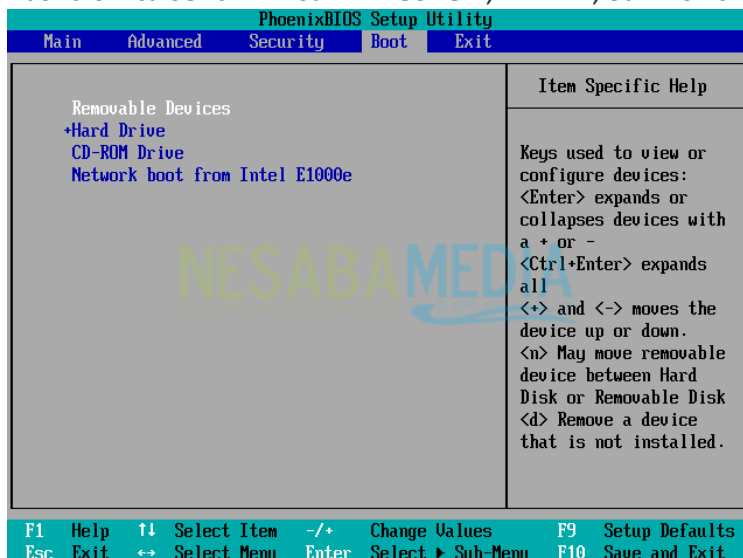 PhoenixBIOS Setup Utility
Main Advanced Security Boot Exit
Item Specific Help
Removable Devices
+Hard Drive
CD-ROM Drive
Network boot from Intel E1000e
Keys used to view or
configure devices:
<Enter> expands or
collapses devices with
a + or -
<Ctrl+Enter> expands
all
<+> and <-> moves the
device up or down.
<n> May move removable
device between Hard
Disk or Removable Disk
<d> Remove a device
that is not installed.
NESABAMEDIA
F1 Help ↑↓ Select Item -/+ Change Values F9 Setup Defaults
Esc Exit ↔ Select Menu Enter Select ▶ Sub-Menu F10 Save and Exit